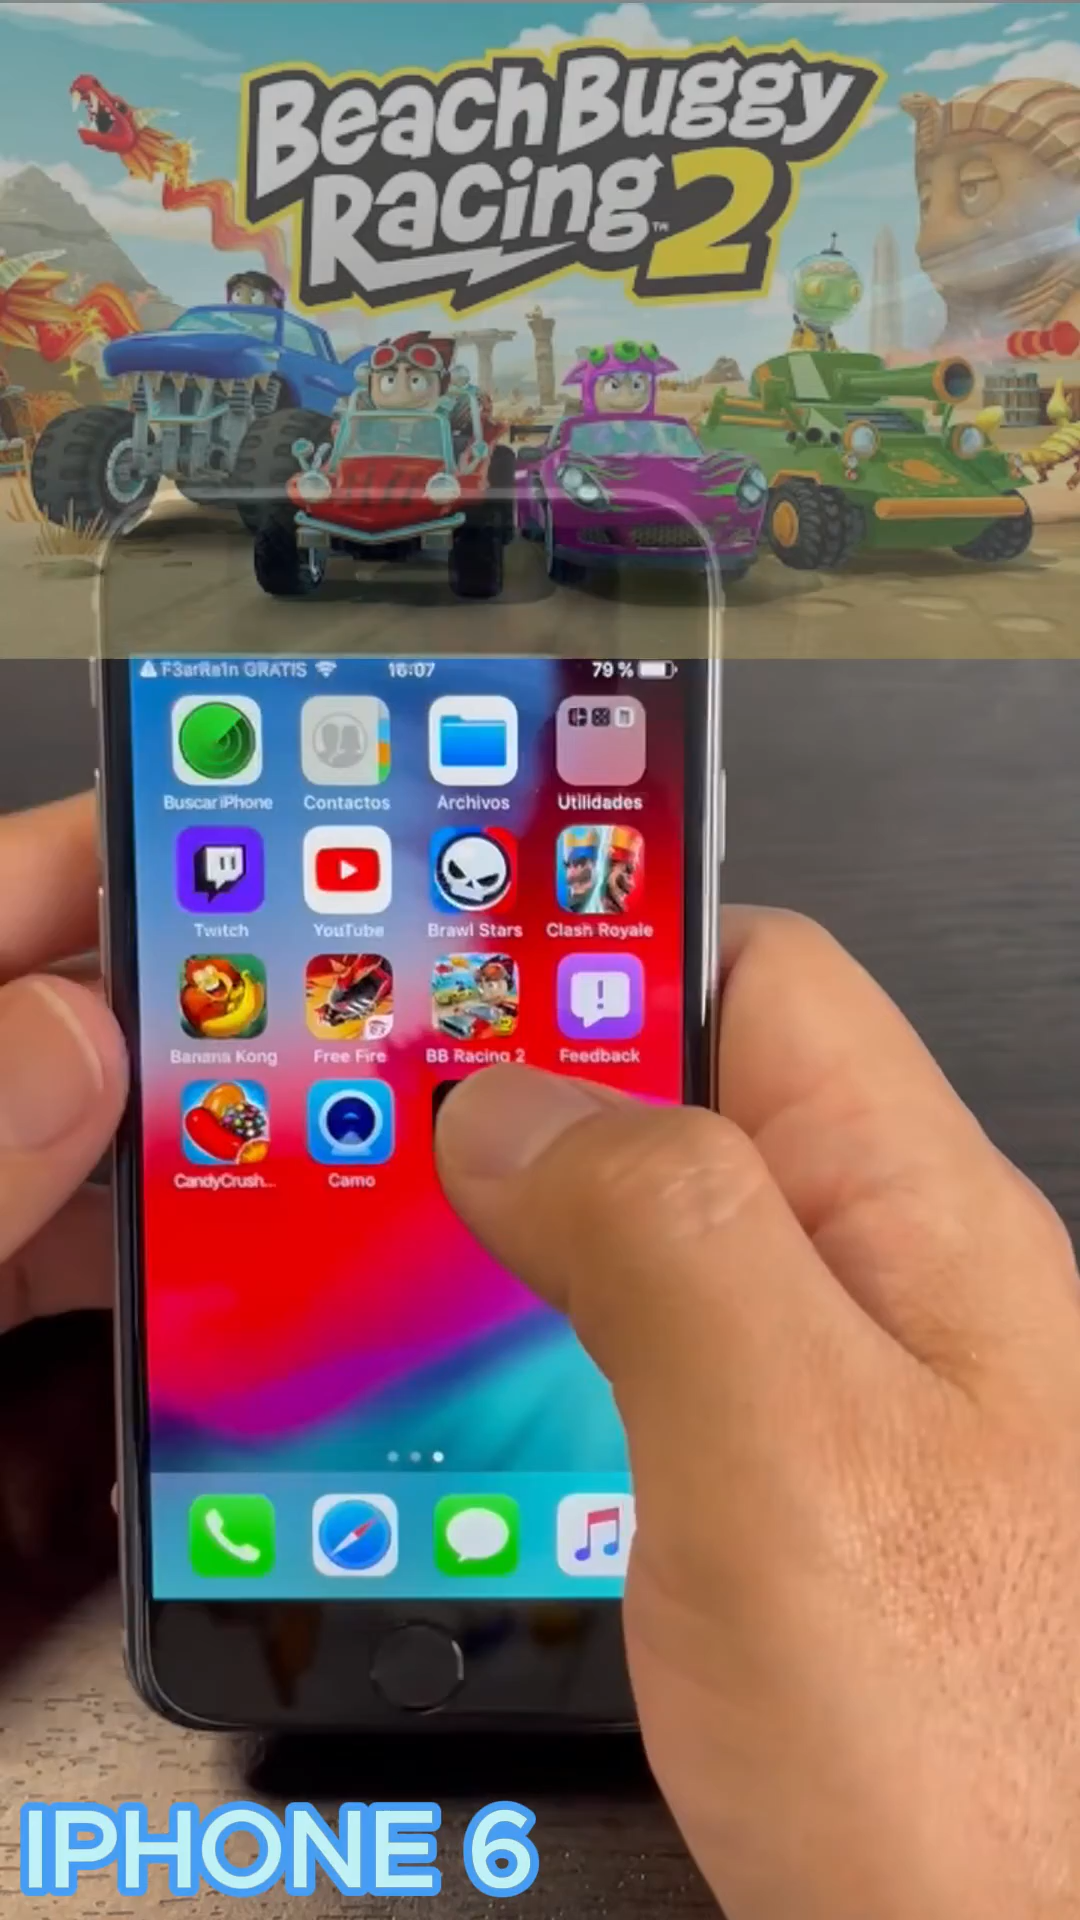 Beach Buggy
Racing 2
TM
F3arRa1n GRATIS 16:07 79 %
Buscar iPhone Contactos Archivos Utilidades
Twitch YouTube Brawl Stars Clash Royale
Banana Kong Free Fire BB Racing 2 Feedback
CandyCrush... Camo
IPHONE 6